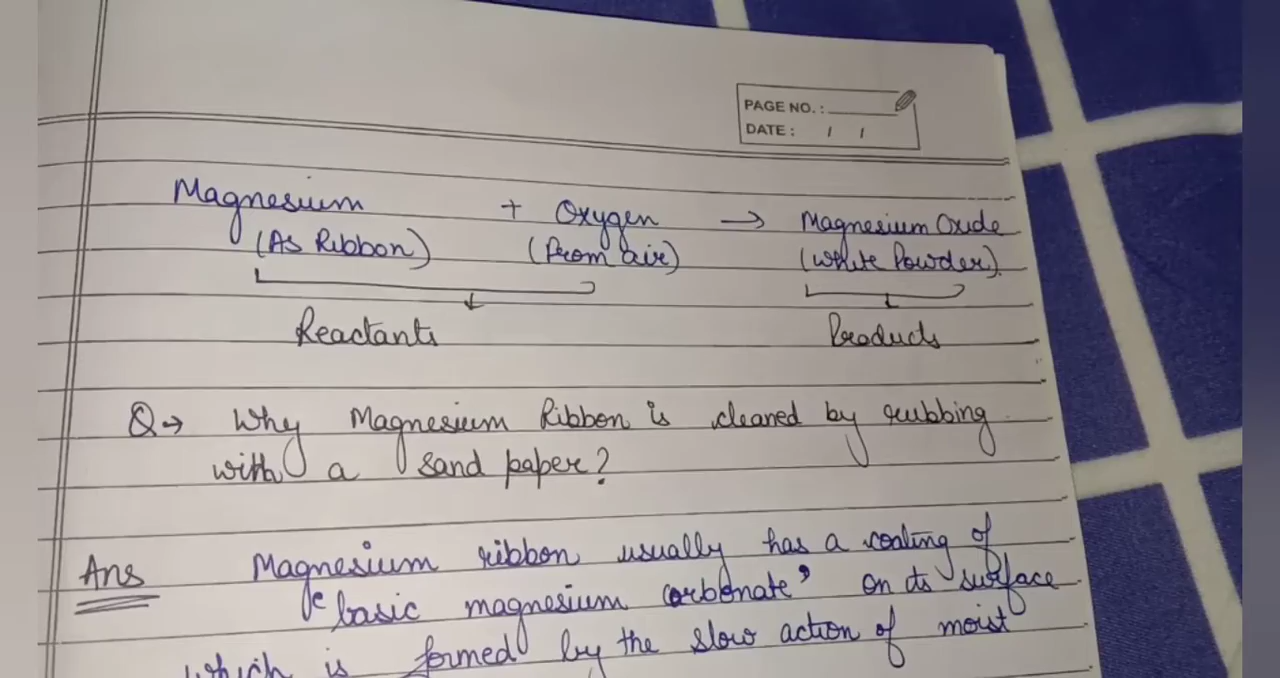 PAGE NO. :
DATE : / /
Magnesium + Oxygen → Magnesium Oxide
(As Ribbon) (From air) (White Powder).
Reactants Products
Q→ Why Magnesium Ribbon is cleaned by rubbing
with a sand paper?
Ans Magnesium ribbon usually has a coating of
“basic magnesium carbonate” on its surface
which is formed by the slow action of moist